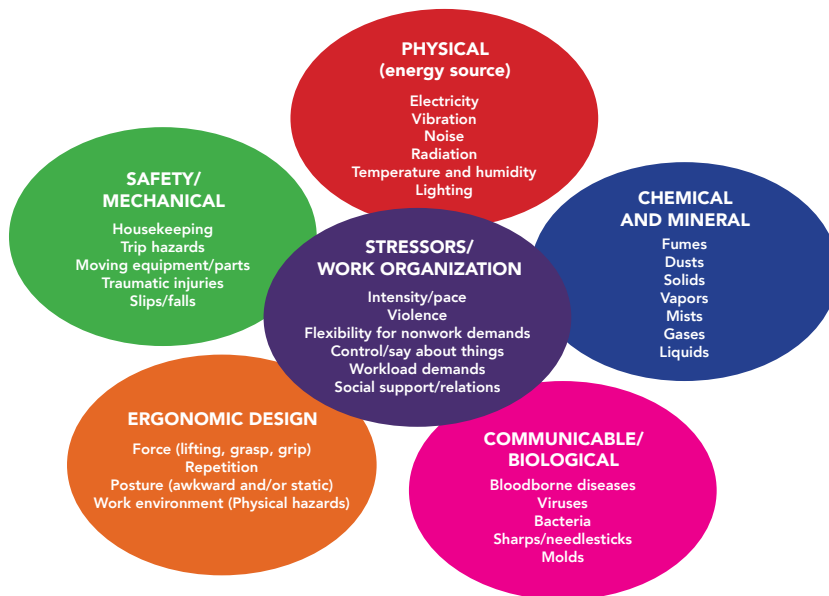 PHYSICAL
(energy source)
Electricity
Vibration
Noise
Radiation
Temperature and humidity
Lighting
SAFETY/
MECHANICAL
Housekeeping
Trip hazards
Moving equipment/parts
Traumatic injuries
Slips/falls
CHEMICAL
AND MINERAL
Fumes
Dusts
Solids
Vapors
Mists
Gases
Liquids
STRESSORS/
WORK ORGANIZATION
Intensity/pace
Violence
Flexibility for nonwork demands
Control/say about things
Workload demands
Social support/relations
ERGONOMIC DESIGN
Force (lifting, grasp, grip)
Repetition
Posture (awkward and/or static)
Work environment (Physical hazards)
COMMUNICABLE/
BIOLOGICAL
Bloodborne diseases
Viruses
Bacteria
Sharps/needlesticks
Molds